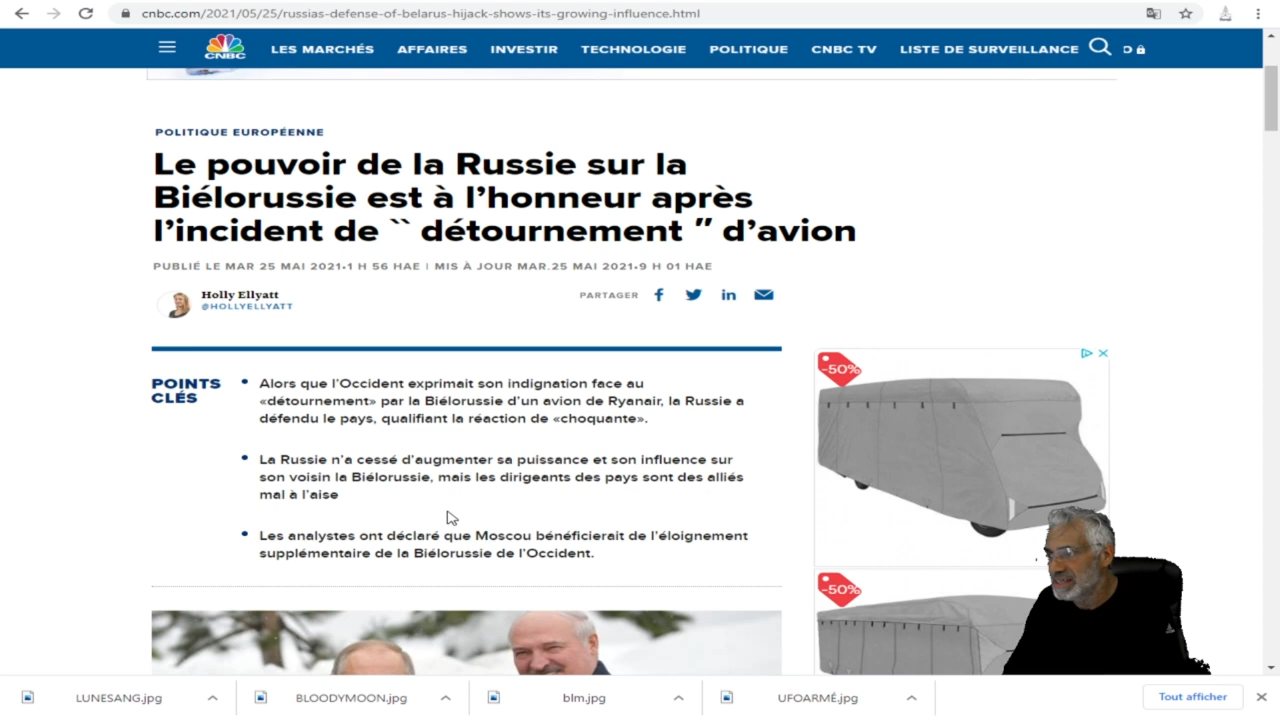 cnbc.com/2021/05/25/russias-defense-of-belarus-hijack-shows-its-growing-influence.html
CNBC LES MARCHÉS AFFAIRES INVESTIR TECHNOLOGIE POLITIQUE CNBC TV LISTE DE SURVEILLANCE
POLITIQUE EUROPÉENNE
Le pouvoir de la Russie sur la
Biélorussie est à l’honneur après
l’incident de `` détournement ″ d’avion
PUBLIÉ LE MAR 25 MAI 2021•1 H 56 HAE | MIS À JOUR MAR.25 MAI 2021•9 H 01 HAE
Holly Ellyatt
@HOLLYELLYATT
PARTAGER
POINTS
CLÉS
• Alors que l’Occident exprimait son indignation face au
«détournement» par la Biélorussie d’un avion de Ryanair, la Russie a
défendu le pays, qualifiant la réaction de «choquante».
• La Russie n’a cessé d’augmenter sa puissance et son influence sur
son voisin la Biélorussie, mais les dirigeants des pays sont des alliés
mal à l’aise
• Les analystes ont déclaré que Moscou bénéficierait de l’éloignement
supplémentaire de la Biélorussie de l’Occident.
-50%
-50%
LUNESANG.jpg
BLOODYMOON.jpg
blm.jpg
UFOARMÉ.jpg
Tout afficher